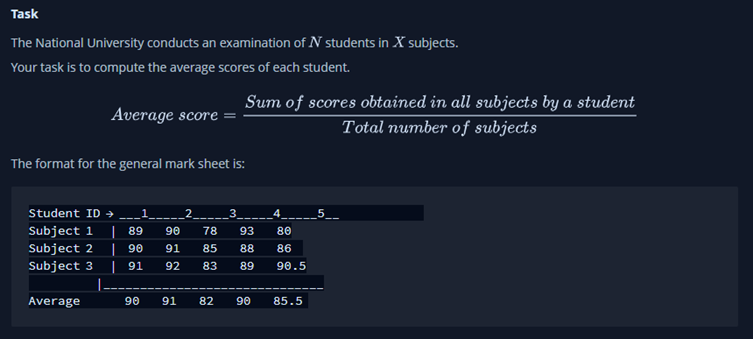 Task
The National University conducts an examination of N students in X subjects.
Your task is to compute the average scores of each student.
Average score = Sum of scores obtained in all subjects by a student / Total number of subjects
The format for the general mark sheet is:
Student ID → ___1_____2_____3_____4_____5__
Subject 1 | 89 90 78 93 80
Subject 2 | 90 91 85 88 86
Subject 3 | 91 92 83 89 90.5
|______________________________
Average 90 91 82 90 85.5